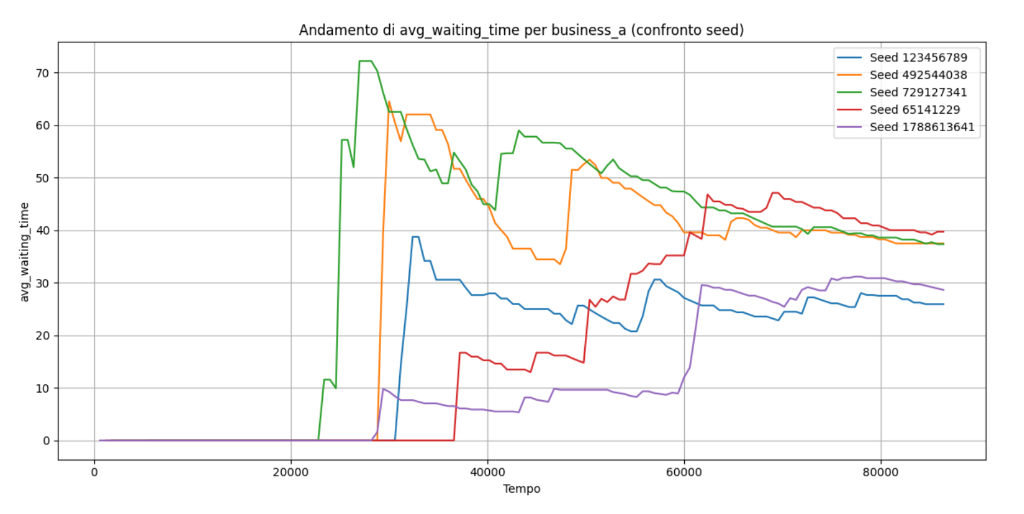 Andamento di avg_waiting_time per business_a (confronto seed)
Seed 123456789
Seed 492544038
Seed 729127341
Seed 65141229
Seed 1788613641
avg_waiting_time
70
60
50
40
30
20
10
0
0 20000 40000 60000 80000
Tempo